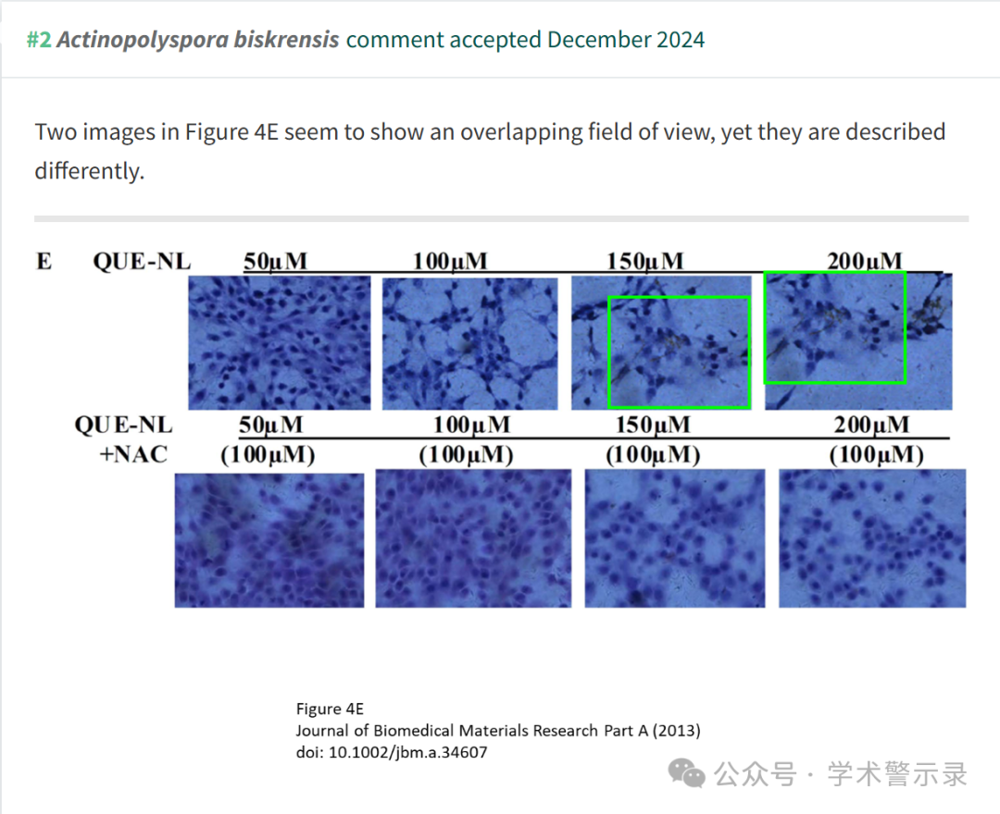 #2 Actinopolyspora biskrensis comment accepted December 2024
Two images in Figure 4E seem to show an overlapping field of view, yet they are described
differently.
E QUE-NL 50μM 100μM 150μM 200μM
QUE-NL 50μM 100μM 150μM 200μM
+NAC (100μM) (100μM) (100μM) (100μM)
Figure 4E
Journal of Biomedical Materials Research Part A (2013)
doi: 10.1002/jbm.a.34607
公众号 · 学术警示录